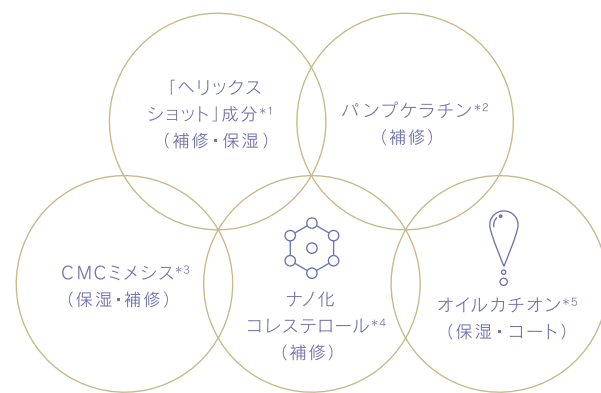 「ヘリックス
ショット」成分*1
（補修・保湿）
パンプケラチン*2
（補修）
CMCミメシス*3
（保湿・補修）
ナノ化
コレステロール*4
（補修）
オイルカチオン*5
（保湿・コート）